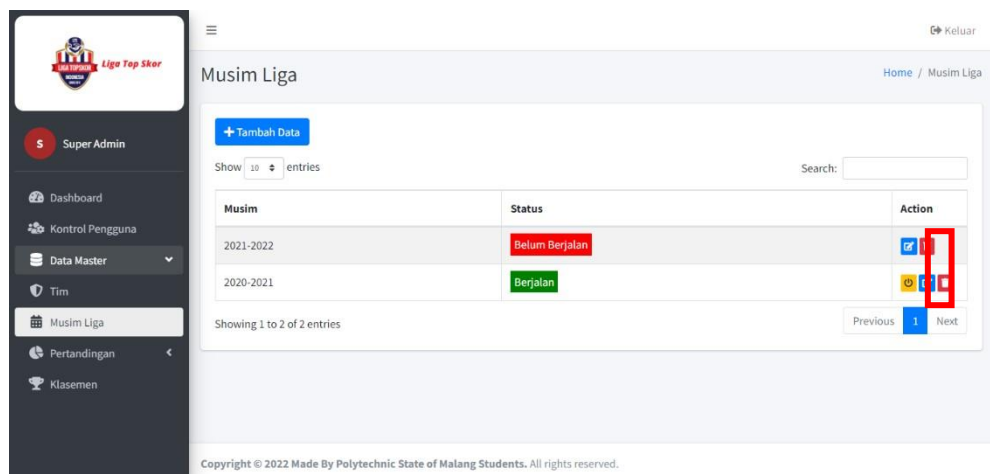 LIGA TOPSKOR
INDONESIA
Liga Top Skor
Keluar
Musim Liga
Home / Musim Liga
S Super Admin
Tambah Data
Show 10 entries
Search:
Dashboard
Kontrol Pengguna
Data Master
Tim
Musim Liga
Pertandingan
Klasemen
Musim Status Action
2021-2022 Belum Berjalan
2020-2021 Berjalan
Showing 1 to 2 of 2 entries
Previous 1 Next
Copyright © 2022 Made By Polytechnic State of Malang Students. All rights reserved.